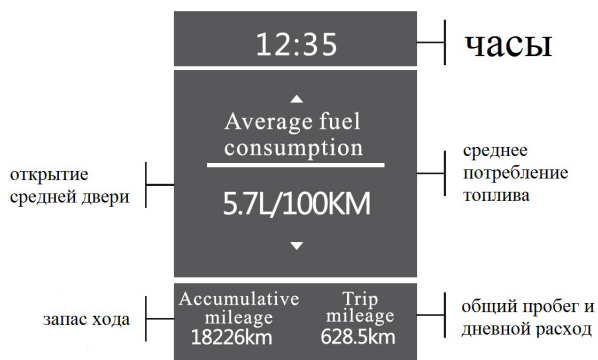 12:35
часы
Average fuel
consumption
5.7L/100KM
открытие
средней двери
среднее
потребление
топлива
Accumulative
mileage
18226km
Trip
mileage
628.5km
запас хода
общий пробег и
дневной расход